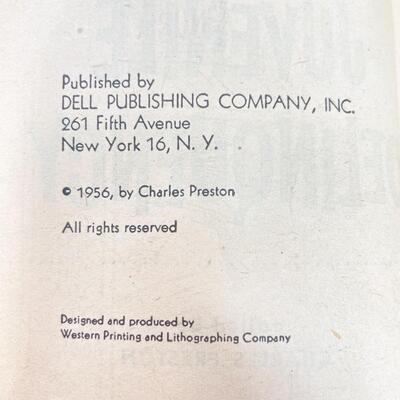 Published by
DELL PUBLISHING COMPANY, INC.
261 Fifth Avenue
New York 16, N. Y.
© 1956, by Charles Preston
All rights reserved
Designed and produced by
Western Printing and Lithographing Company